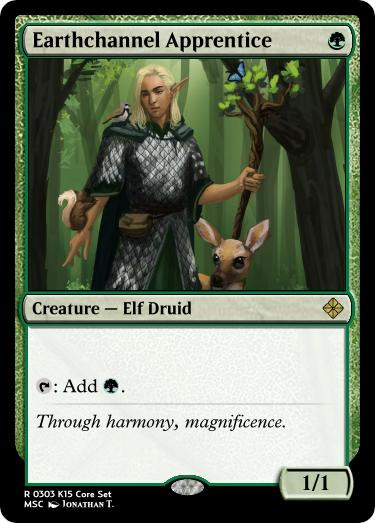 Earthchannel Apprentice
Creature — Elf Druid
: Add .
Through harmony, magnificence.
1/1
R 0303 K15 Core Set
MSC JONATHAN T.